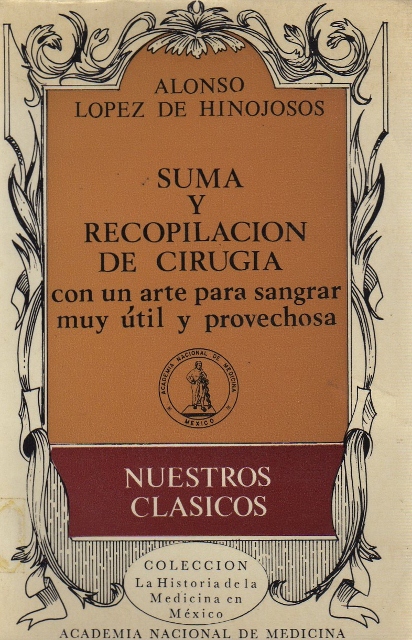 ALONSO
LOPEZ DE HINOJOSOS
SUMA
Y
RECOPILACION
DE CIRUGIA
con un arte para sangrar
muy útil y provechosa
ACADEMIA NACIONAL DE MEDICINA
MEXICO
NUESTROS
CLASICOS
COLECCION
La Historia de la
Medicina en
México
ACADEMIA NACIONAL DE MEDICINA